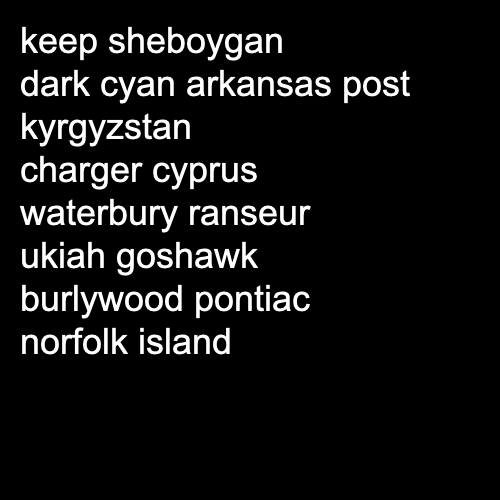 keep sheboygan
dark cyan arkansas post
kyrgyzstan
charger cyprus
waterbury ranseur
ukiah goshawk
burlywood pontiac
norfolk island